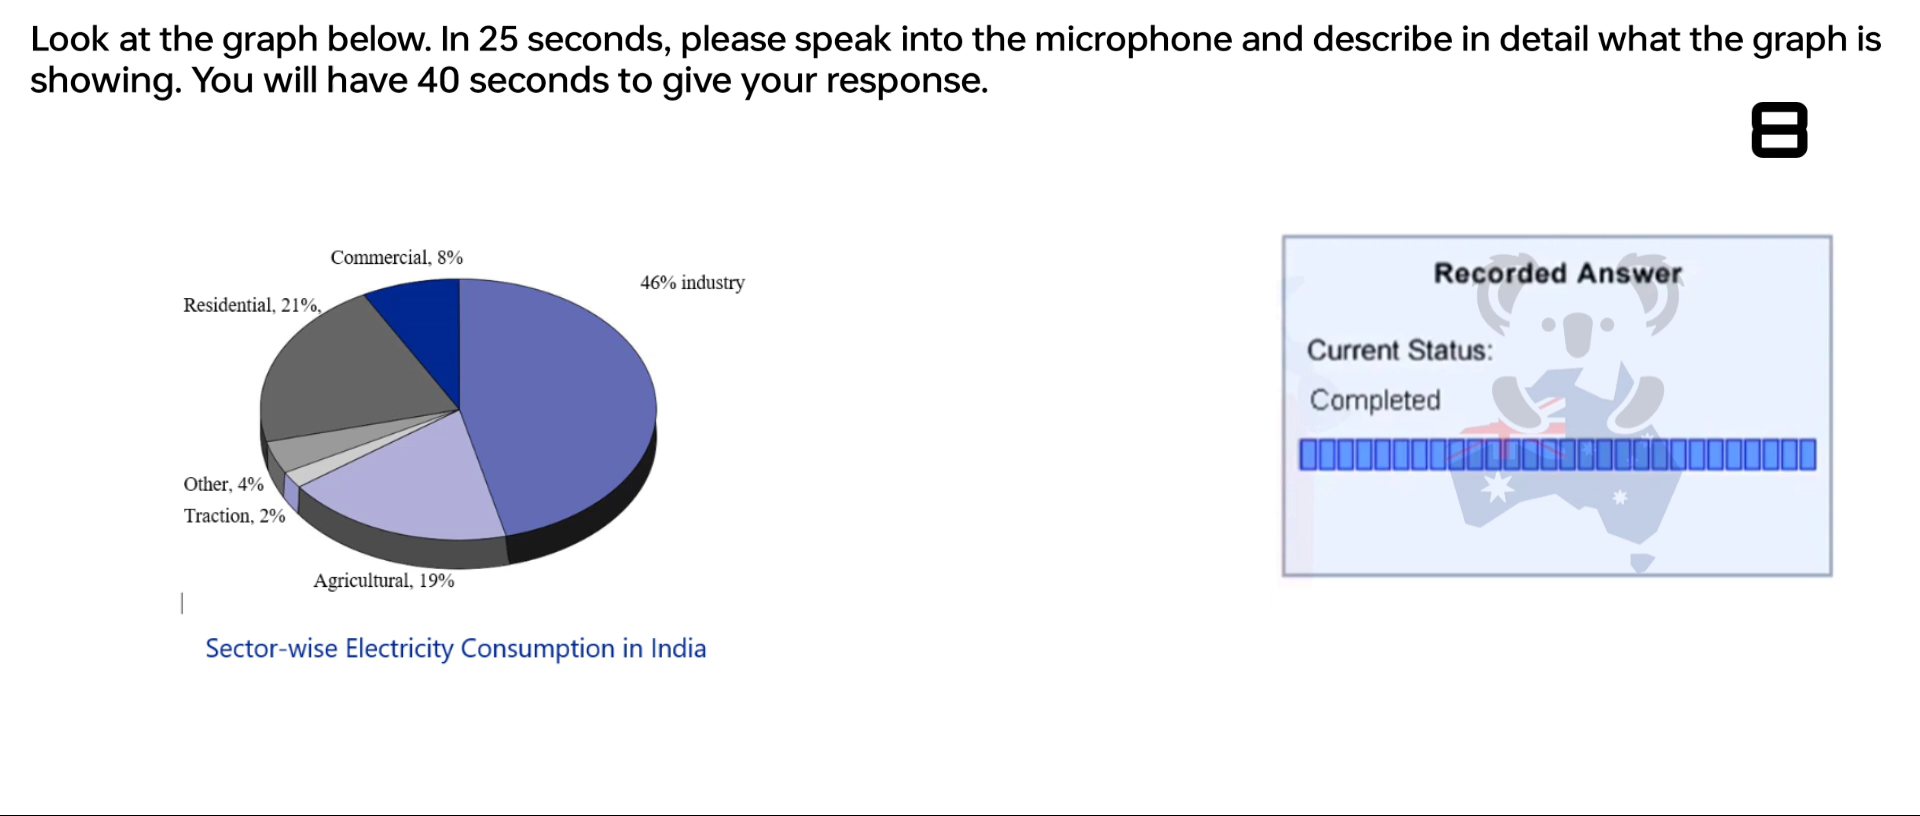 Look at the graph below. In 25 seconds, please speak into the microphone and describe in detail what the graph is
showing. You will have 40 seconds to give your response.
8
Commercial, 8%
46% industry
Residential, 21%,
Other, 4%
Traction, 2%
Agricultural, 19%
Sector-wise Electricity Consumption in India
Recorded Answer
Current Status:
Completed